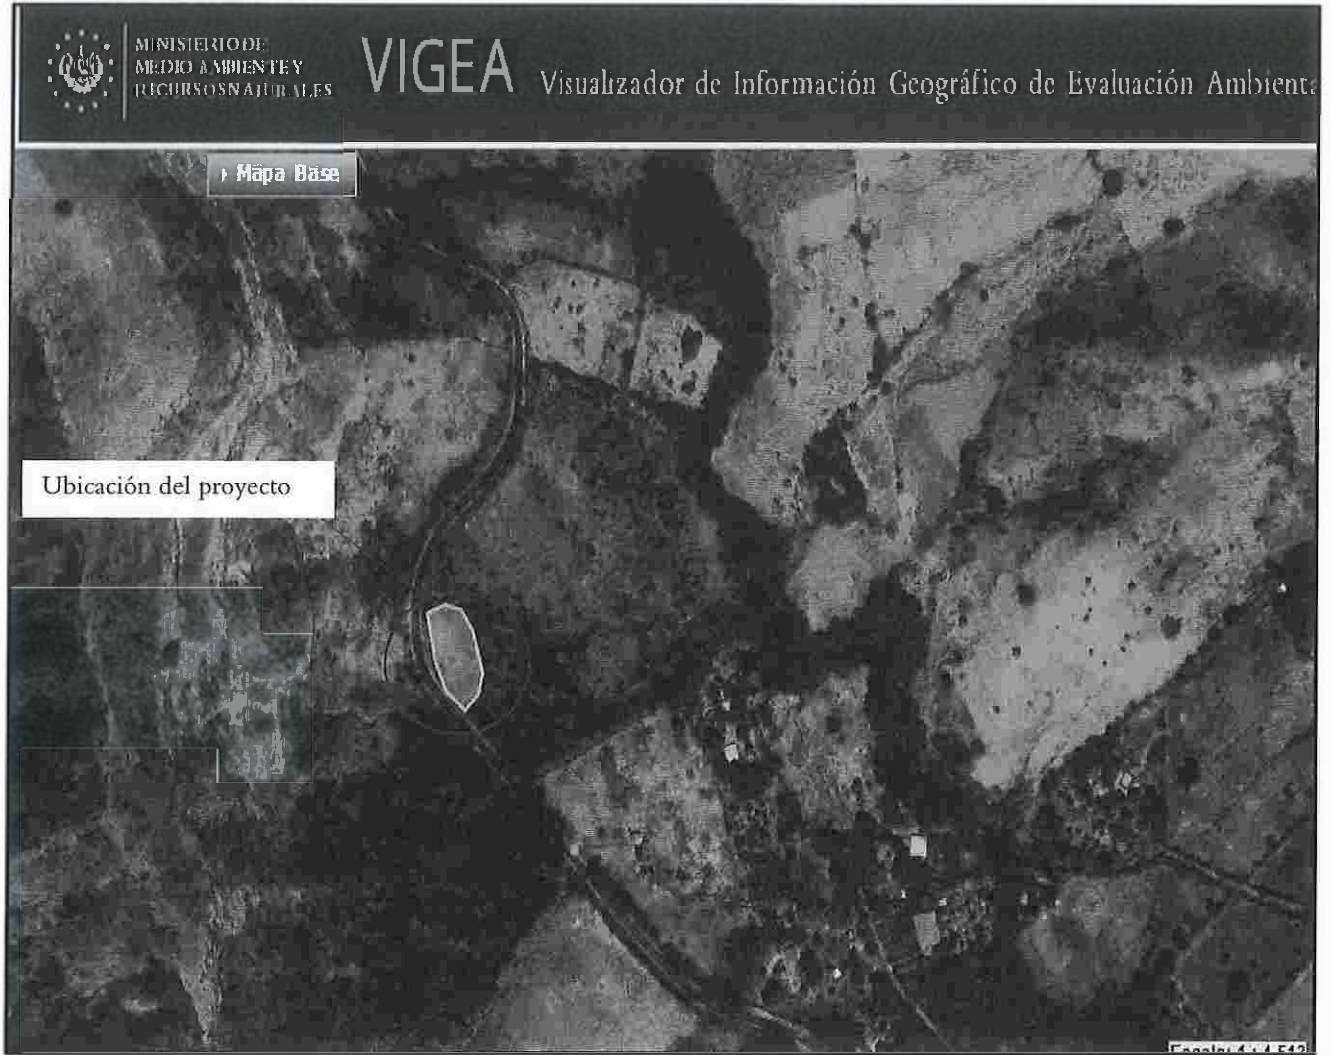 MINISTERIO DE
MEDIO AMBIENTE Y
RECURSOS NATURALES
VIGEA Visualizador de Información Geográfico de Evaluación Ambienta
Mapa Base
Ubicación del proyecto